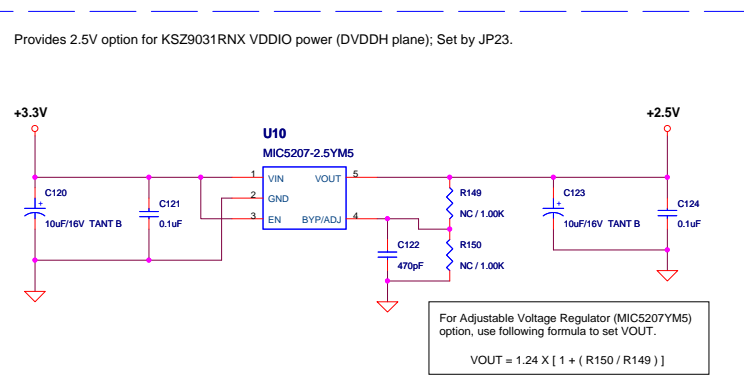 Provides 2.5V option for KSZ9031RNX VDDIO power (DVDDH plane); Set by JP23.
+3.3V
+2.5V
U10
MIC5207-2.5YM5
1 VIN VOUT 5
2 GND
3 EN BYP/ADJ 4
C120
+
10uF/16V TANT B
C121
0.1uF
R149
NC / 1.00K
C122
470pF
R150
NC / 1.00K
C123
+
10uF/16V TANT B
C124
0.1uF
For Adjustable Voltage Regulator (MIC5207YM5)
option, use following formula to set VOUT.
VOUT = 1.24 X [ 1 + ( R150 / R149 ) ]